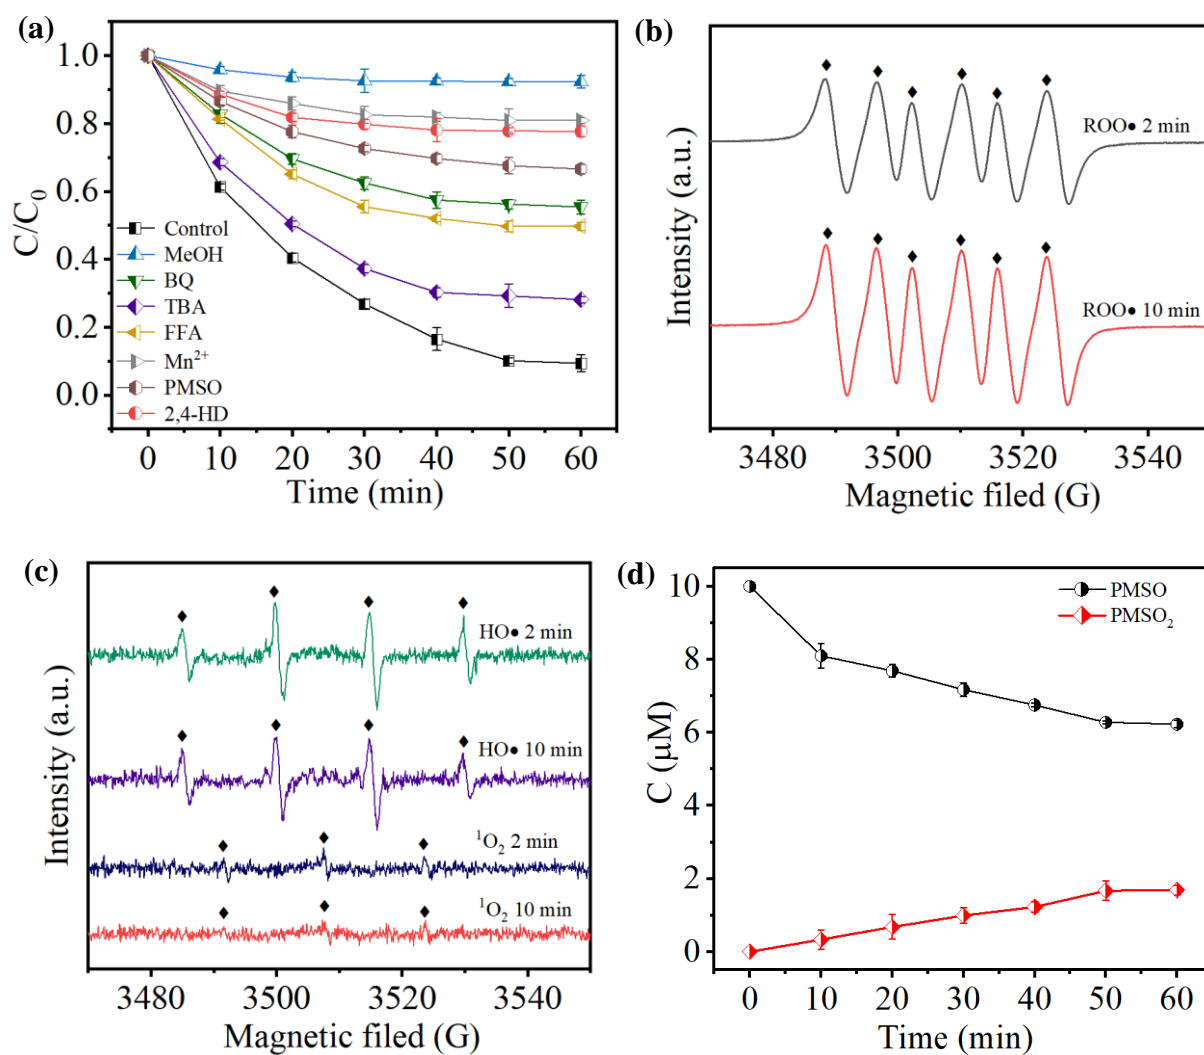 (a)
C/C0
1.0
0.8
0.6
0.4
0.2
0.0
Control
MeOH
BQ
TBA
FFA
Mn2+
PMSO
2,4-HD
0 10 20 30 40 50 60
Time (min)
(b)
Intensity (a.u.)
ROO● 2 min
ROO● 10 min
3480 3500 3520 3540
Magnetic filed (G)
(c)
Intensity (a.u.)
HO● 2 min
HO● 10 min
1O2 2 min
1O2 10 min
3480 3500 3520 3540
Magnetic filed (G)
(d)
C (μM)
10
8
6
4
2
0
PMSO
PMSO2
0 10 20 30 40 50 60
Time (min)